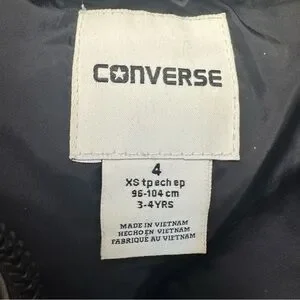 CONVERSE
4
XS tp ech ep
96-104 cm
3-4YRS
MADE IN VIETNAM
HECHO EN VIETNAM
FABRIQUÉ AU VIETNAM